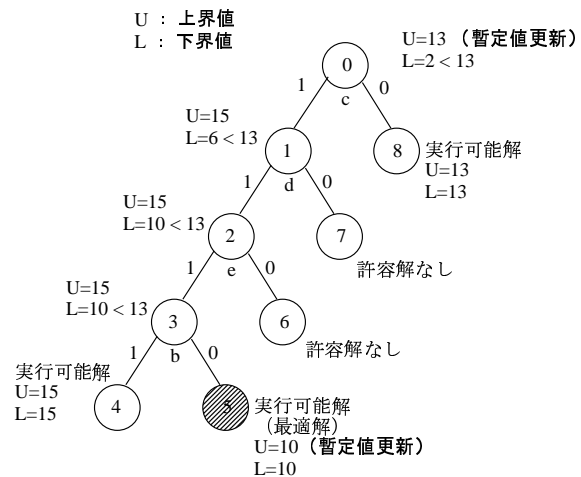 U : 上界値
L : 下界値
U=13 (暫定値更新)
L=2 < 13
0
c
1
0
U=15
L=6 < 13
1
d
8
実行可能解
U=13
L=13
1
0
U=15
L=10 < 13
2
e
7
許容解なし
1
0
U=15
L=10 < 13
3
b
6
許容解なし
1
0
実行可能解
U=15
L=15
4
5
実行可能解
(最適解)
U=10 (暫定値更新)
L=10